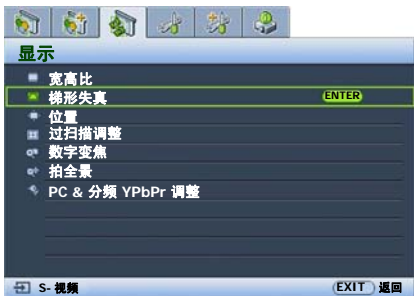 显示
宽高比
梯形失真 ENTER
位置
过扫描调整
数字变焦
拍全景
PC & 分频 YPbPr 调整
S- 视频 EXIT 返回